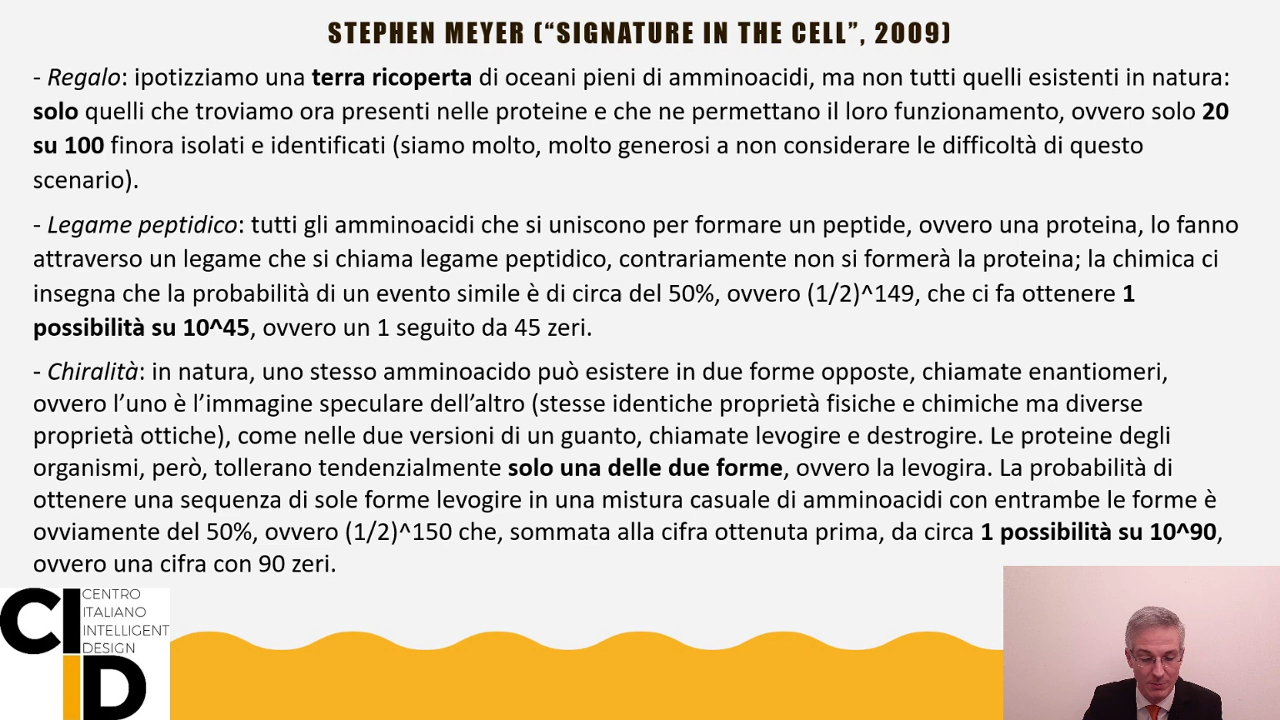 STEPHEN MEYER (“SIGNATURE IN THE CELL”, 2009)
- Regalo: ipotizziamo una terra ricoperta di oceani pieni di amminoacidi, ma non tutti quelli esistenti in natura:
solo quelli che troviamo ora presenti nelle proteine e che ne permettano il loro funzionamento, ovvero solo 20
su 100 finora isolati e identificati (siamo molto, molto generosi a non considerare le difficoltà di questo
scenario).
- Legame peptidico: tutti gli amminoacidi che si uniscono per formare un peptide, ovvero una proteina, lo fanno
attraverso un legame che si chiama legame peptidico, contrariamente non si formerà la proteina; la chimica ci
insegna che la probabilità di un evento simile è di circa del 50%, ovvero (1/2)^149, che ci fa ottenere 1
possibilità su 10^45, ovvero un 1 seguito da 45 zeri.
- Chiralità: in natura, uno stesso amminoacido può esistere in due forme opposte, chiamate enantiomeri,
ovvero l’uno è l’immagine speculare dell’altro (stesse identiche proprietà fisiche e chimiche ma diverse
proprietà ottiche), come nelle due versioni di un guanto, chiamate levogire e destrogire. Le proteine degli
organismi, però, tollerano tendenzialmente solo una delle due forme, ovvero la levogira. La probabilità di
ottenere una sequenza di sole forme levogire in una mistura casuale di amminoacidi con entrambe le forme è
ovviamente del 50%, ovvero (1/2)^150 che, sommata alla cifra ottenuta prima, da circa 1 possibilità su 10^90,
ovvero una cifra con 90 zeri.
CIID
CENTRO
ITALIANO
INTELLIGENT
DESIGN